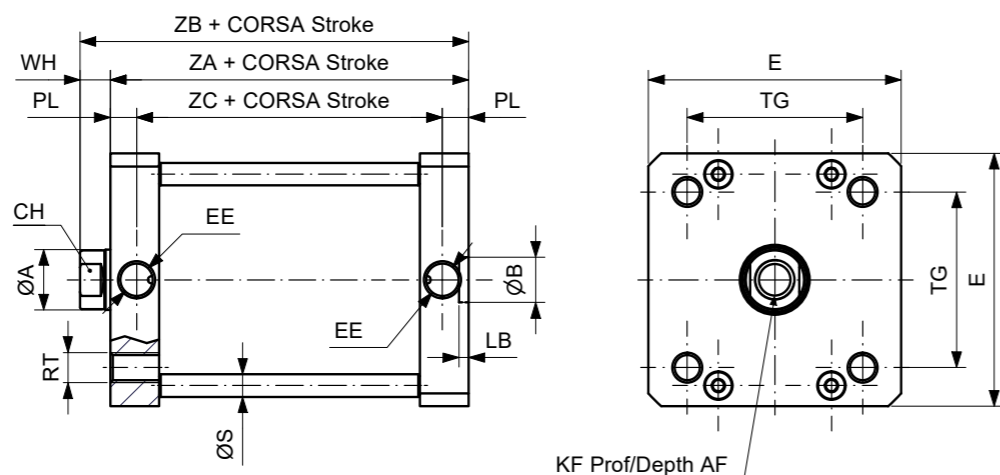 ZB + CORSA Stroke
WH
ZA + CORSA Stroke
PL
ZC + CORSA Stroke
PL
CH
EE
ØA
ØB
EE
LB
RT
ØS
E
TG
TG
E
KF Prof/Depth AF